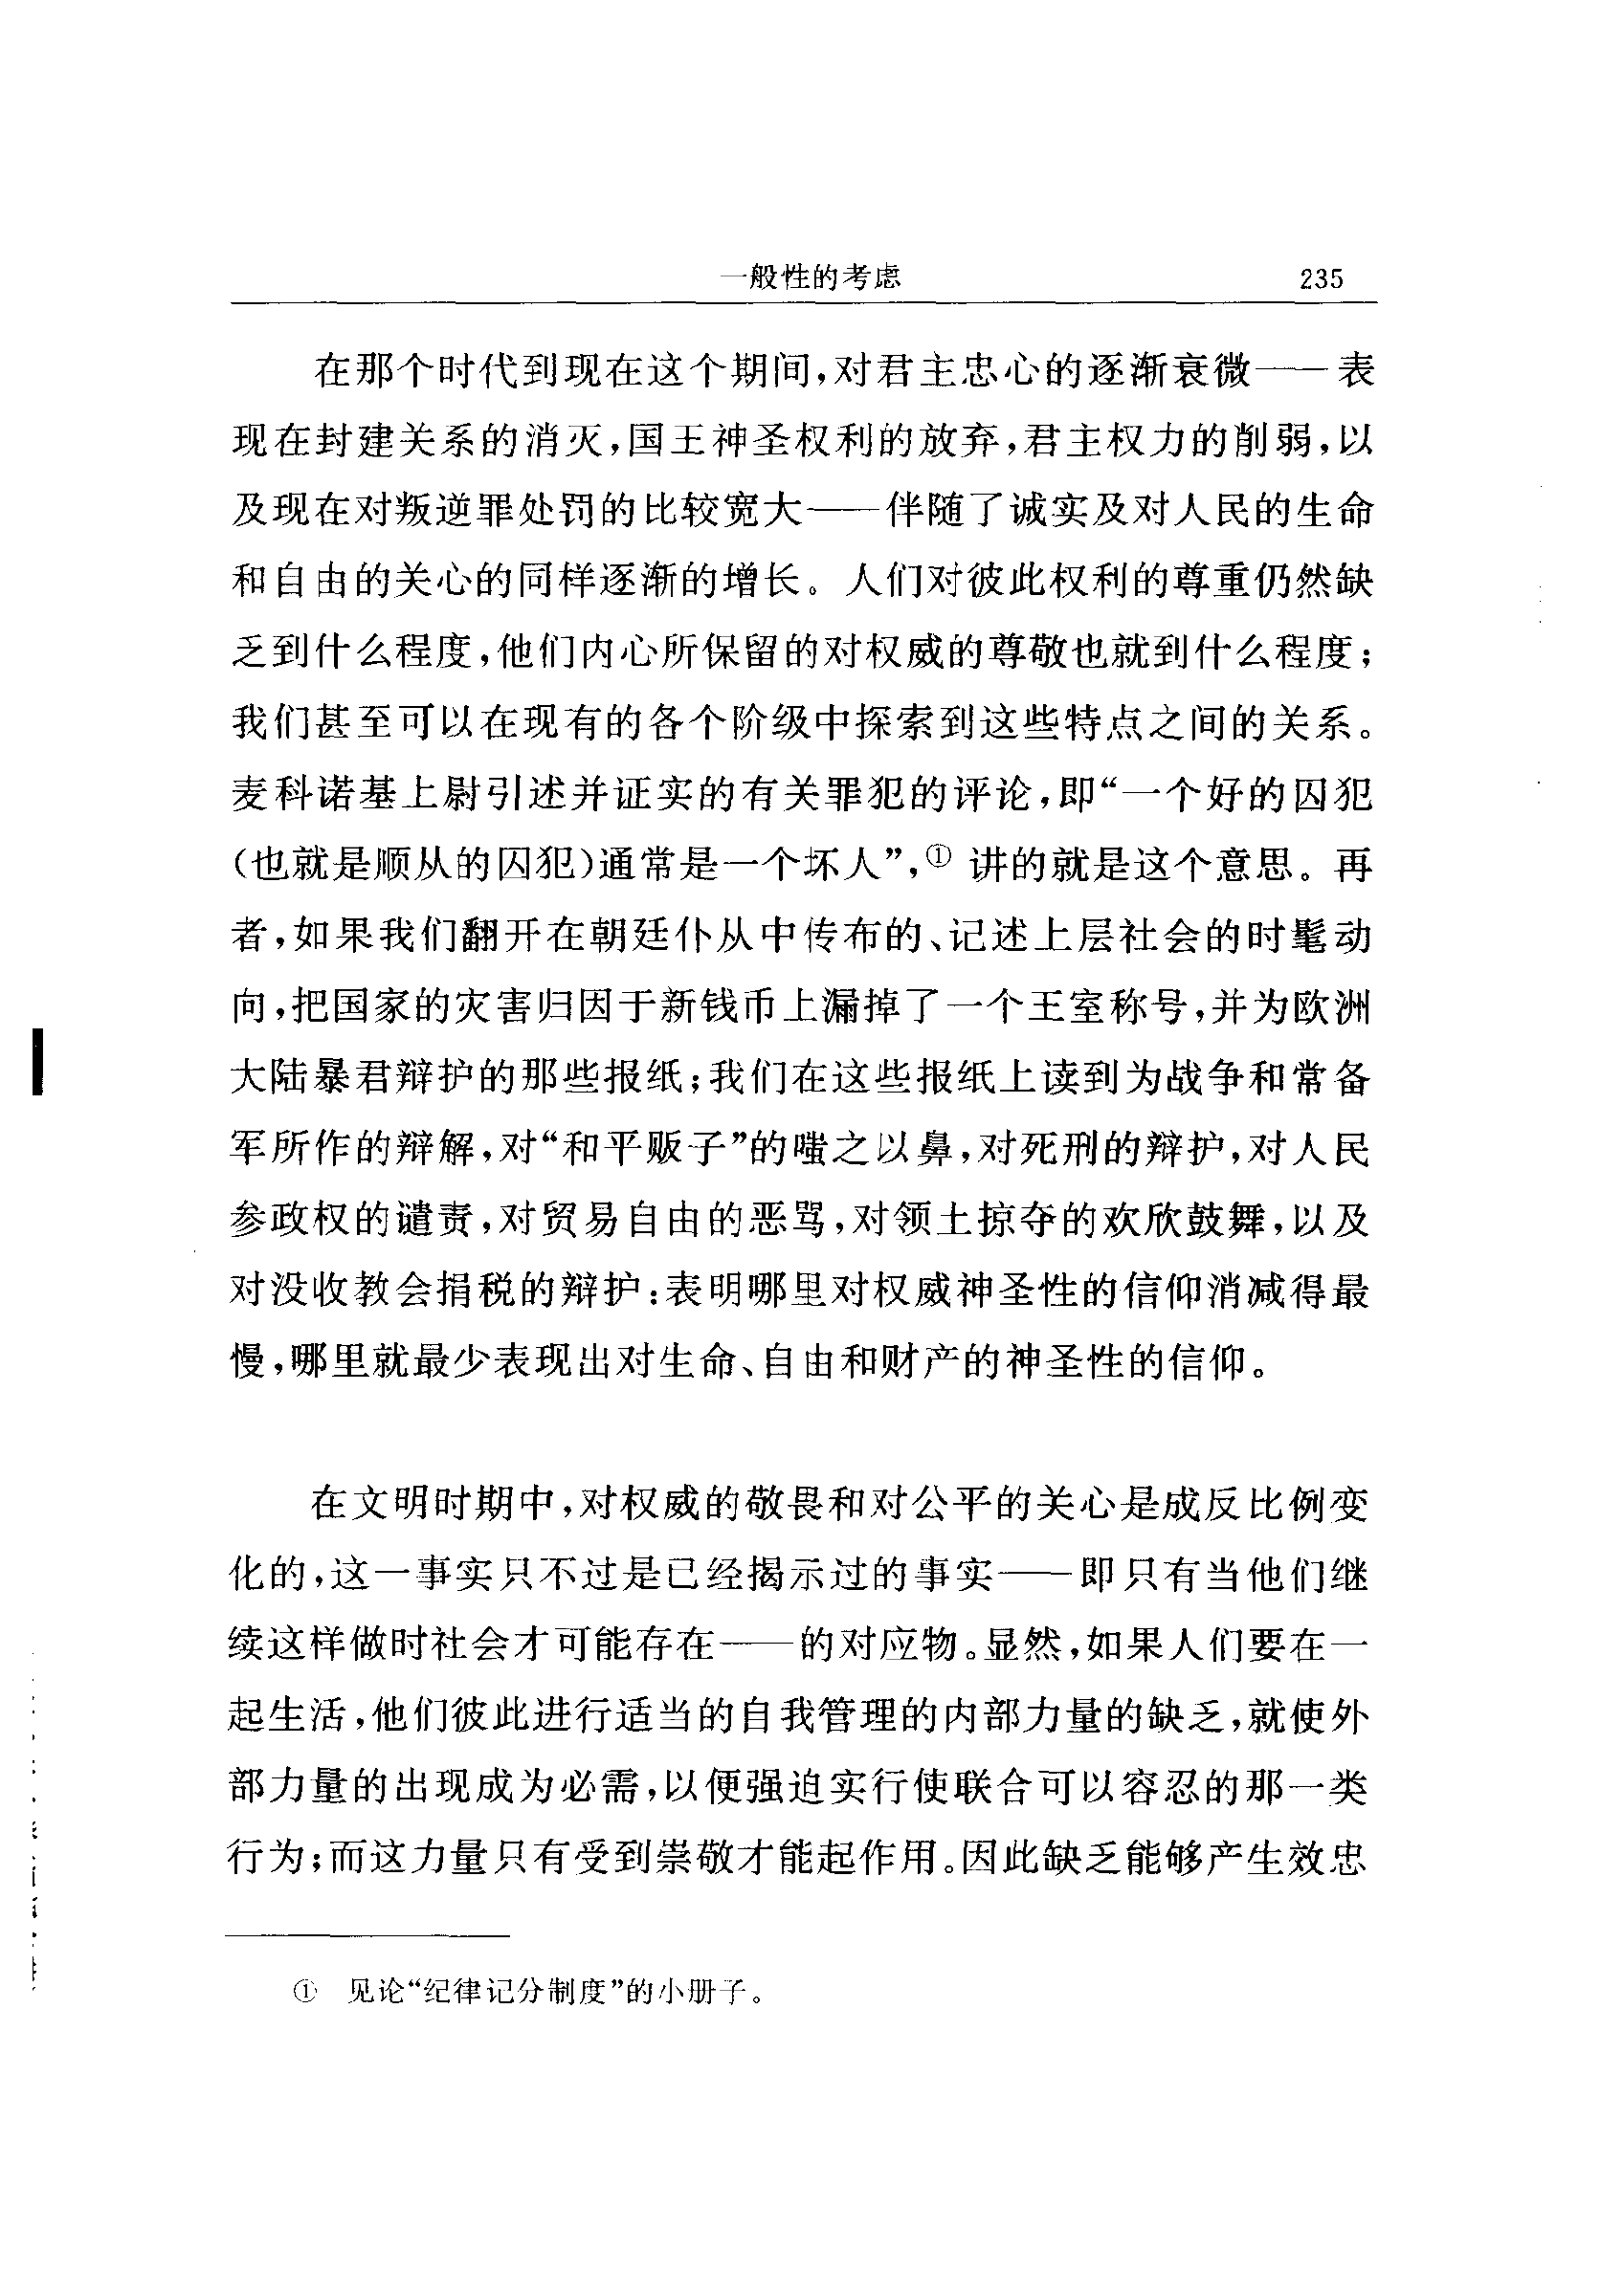 一般性的考虑 235
在那个时代到现在这个期间,对君主忠心的逐渐衰微——表
现在封建关系的消灭,国王神圣权利的放弃,君主权力的削弱,以
及现在对叛逆罪处罚的比较宽大——伴随了诚实及对人民的生命
和自由的关心的同样逐渐的增长。人们对彼此权利的尊重仍然缺
乏到什么程度,他们内心所保留的对权威的尊敬也就到什么程度;
我们甚至可以在现有的各个阶级中探索到这些特点之间的关系。
麦科诺基上尉引述并证实的有关罪犯的评论,即“一个好的囚犯
(也就是顺从的囚犯)通常是一个坏人”,① 讲的就是这个意思。再
者,如果我们翻开在朝廷仆从中传布的、记述上层社会的时髦动
向,把国家的灾害归因于新钱币上漏掉了一个王室称号,并为欧洲
大陆暴君辩护的那些报纸;我们在这些报纸上读到为战争和常备
军所作的辩解,对“和平贩子”的嗤之以鼻,对死刑的辩护,对人民
参政权的谴责,对贸易自由的恶骂,对领土掠夺的欢欣鼓舞,以及
对没收教会捐税的辩护:表明哪里对权威神圣性的信仰消减得最
慢,哪里就最少表现出对生命、自由和财产的神圣性的信仰。
在文明时期中,对权威的敬畏和对公平的关心是成反比例变
化的,这一事实只不过是已经揭示过的事实——即只有当他们继
续这样做时社会才可能存在——的对应物。显然,如果人们要在一
起生活,他们彼此进行适当的自我管理的内部力量的缺乏,就使外
部力量的出现成为必需,以便强迫实行使联合可以容忍的那一类
行为;而这力量只有受到崇敬才能起作用。因此缺乏能够产生效忠
① 见论“纪律记分制度”的小册子。